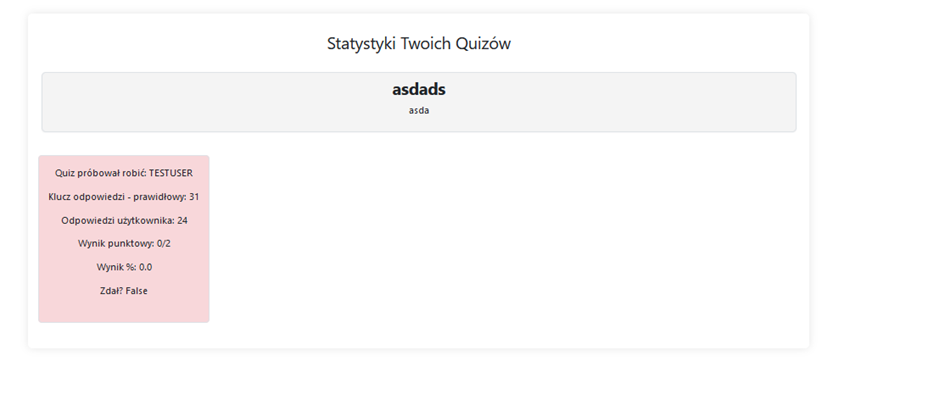 Statystyki Twoich Quizów
asdads
asda
Quiz próbował robić: TESTUSER
Klucz odpowiedzi - prawidłowy: 31
Odpowiedzi użytkownika: 24
Wynik punktowy: 0/2
Wynik %: 0.0
Zdał? False